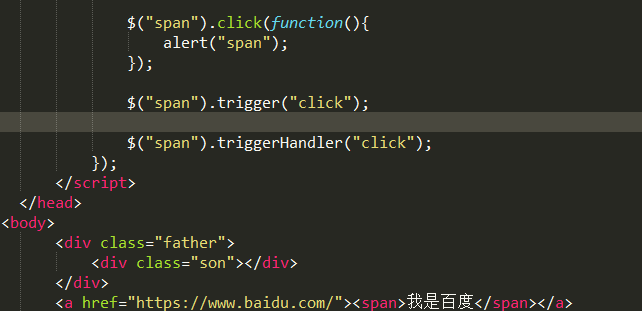 $("span").click(function(){
alert("span");
});
$("span").trigger("click");
$("span").triggerHandler("click");
});
</script>
</head>
<body>
<div class="father">
<div class="son"></div>
</div>
<a href="https://www.baidu.com/"><span>我是百度</span></a>